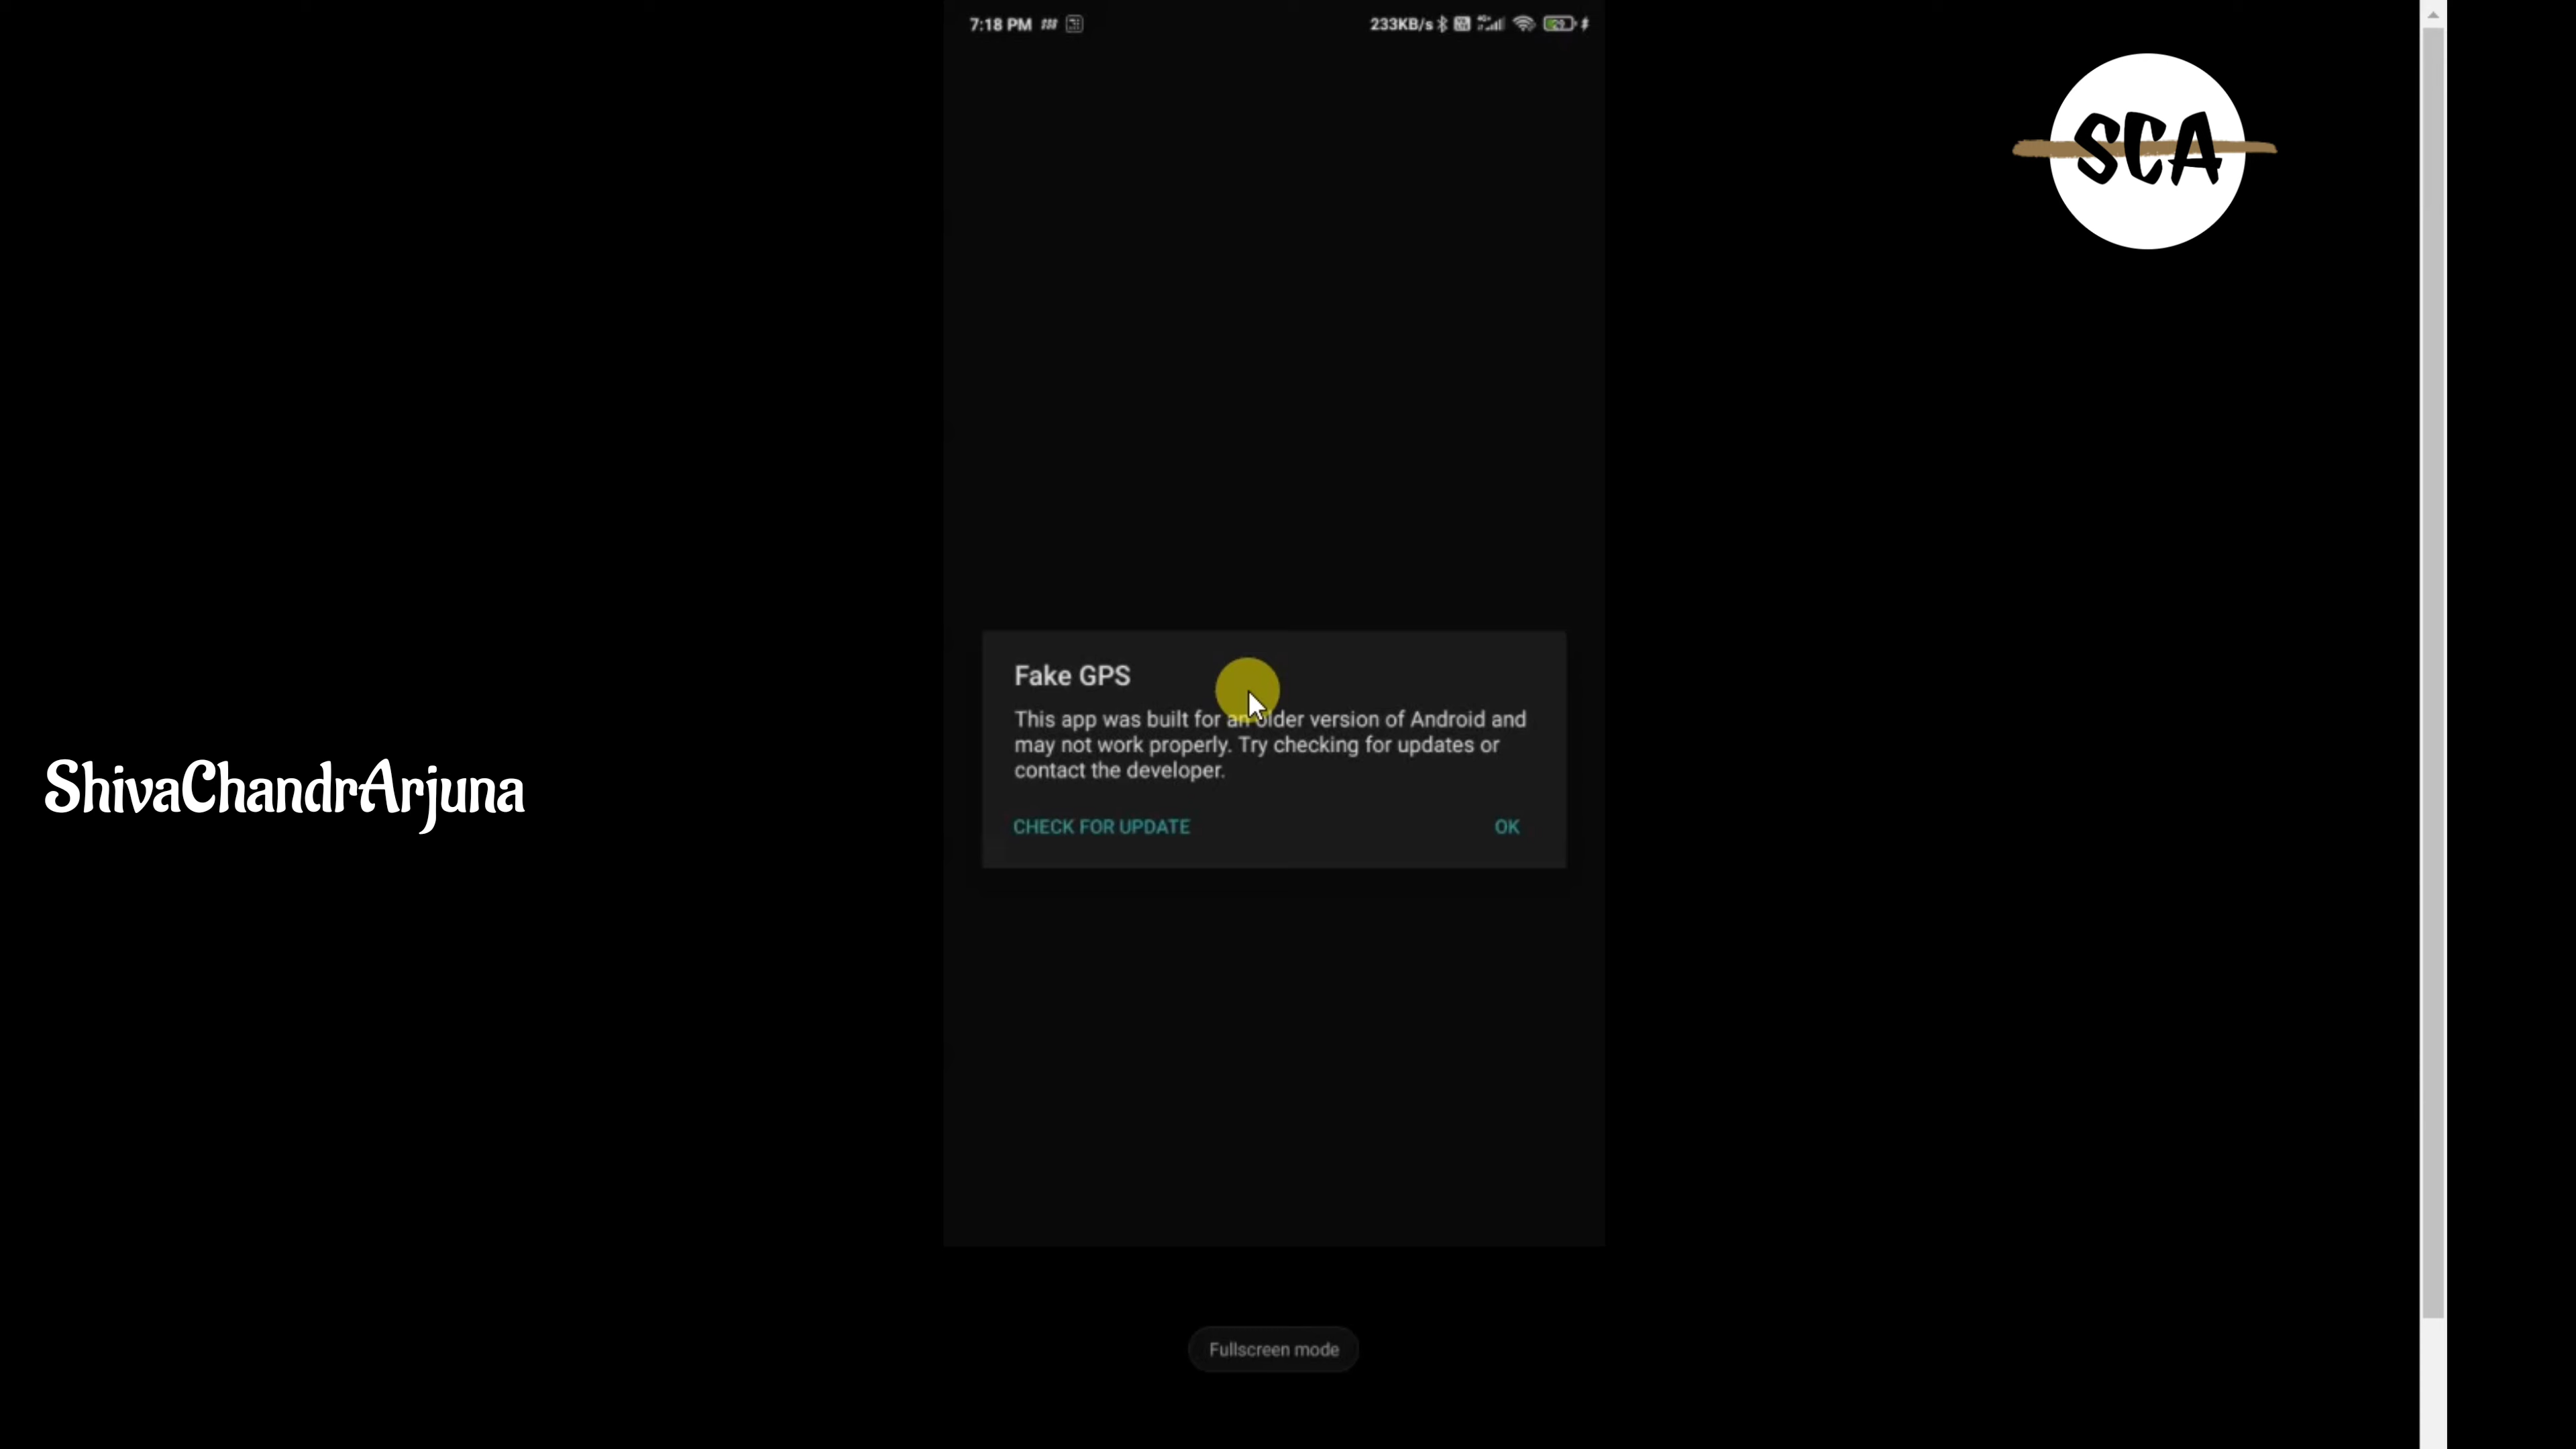 7:18 PM
233KB/s
SCA
Fake GPS
This app was built for an older version of Android and
may not work properly. Try checking for updates or
contact the developer.
CHECK FOR UPDATE
OK
ShivaChandrArjuna
Fullscreen mode